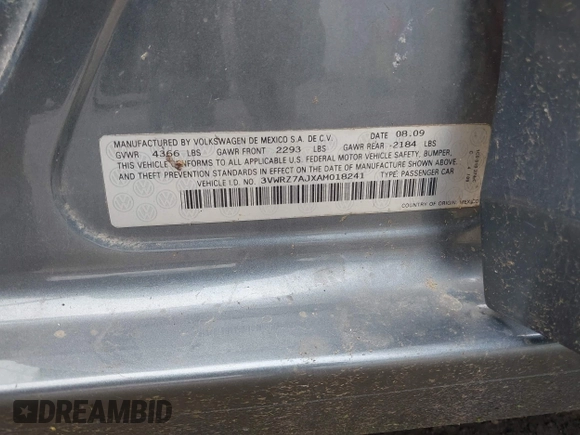 MANUFACTURED BY VOLKSWAGEN DE MEXICO S.A. DE C.V. DATE 08.09
GVWR 4366 LBS GAWR FRONT 2293 LBS GAWR REAR 2184 LBS
THIS VEHICLE CONFORMS TO ALL APPLICABLE U.S. FEDERAL MOTOR VEHICLE SAFETY, BUMPER,
AND THEFT PREVENTION STANDARDS IN EFFECT ON THE DATE OF MANUFACTURE SHOWN ABOVE.
VEHICLE I.D. NO. 3VWRZ7AJXAM018241 TYPE: PASSENGER CAR
COUNTRY OF ORIGIN
DREAMBID